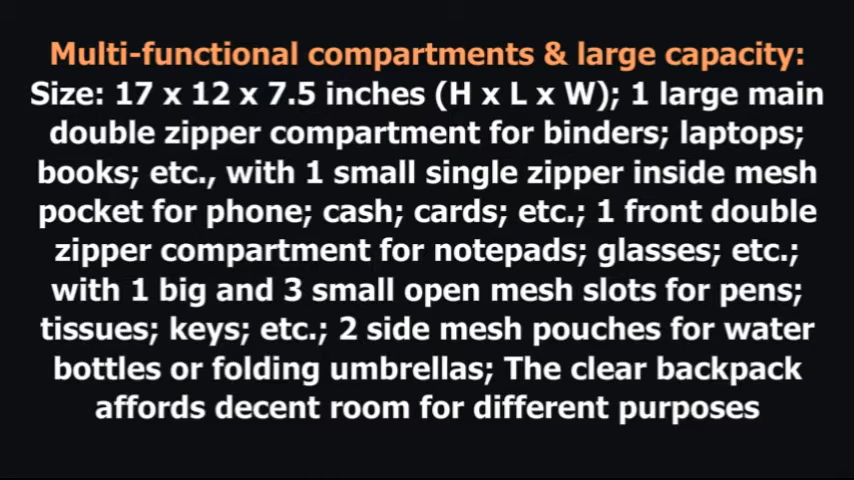 Multi-functional compartments & large capacity:
Size: 17 x 12 x 7.5 inches (H x L x W); 1 large main
double zipper compartment for binders; laptops;
books; etc., with 1 small single zipper inside mesh
pocket for phone; cash; cards; etc.; 1 front double
zipper compartment for notepads; glasses; etc.;
with 1 big and 3 small open mesh slots for pens;
tissues; keys; etc.; 2 side mesh pouches for water
bottles or folding umbrellas; The clear backpack
affords decent room for different purposes